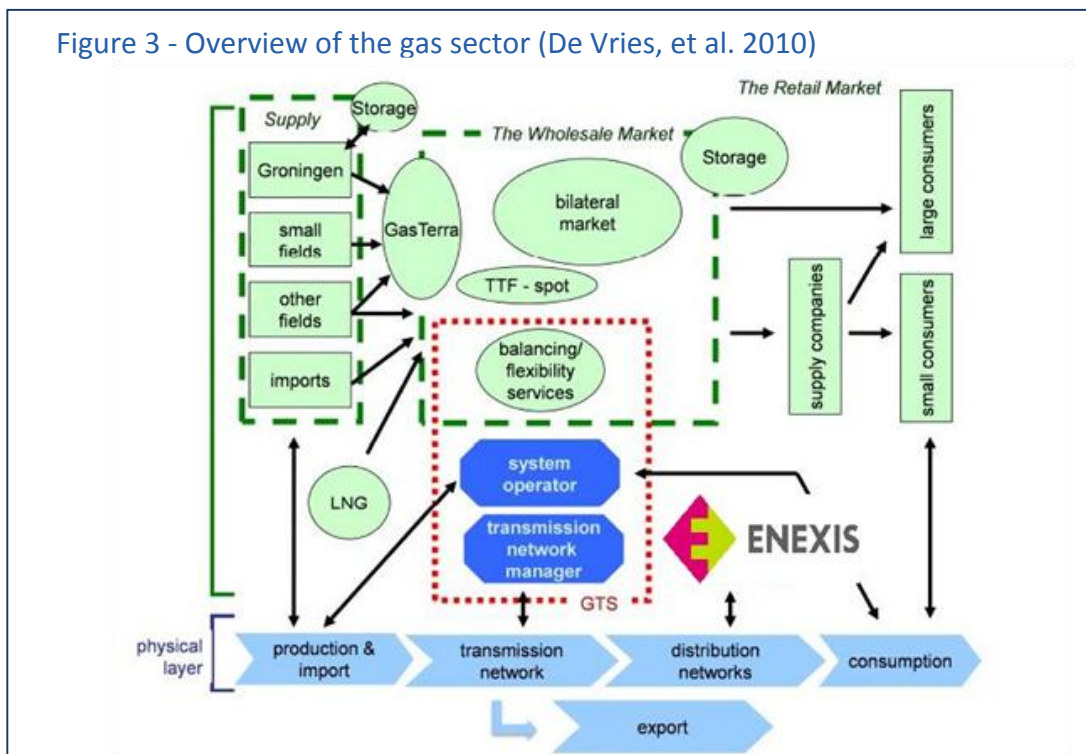 Figure 3 - Overview of the gas sector (De Vries, et al. 2010)
The Retail Market
Supply
Storage
The Wholesale Market
Storage
Groningen
small
fields
other
fields
imports
GasTerra
bilateral
market
TTF - spot
balancing/
flexibility
services
large consumers
supply companies
small consumers
LNG
system
operator
transmission
network
manager
GTS
ENEXIS
physical
layer
production &
import
transmission
network
distribution
networks
consumption
export